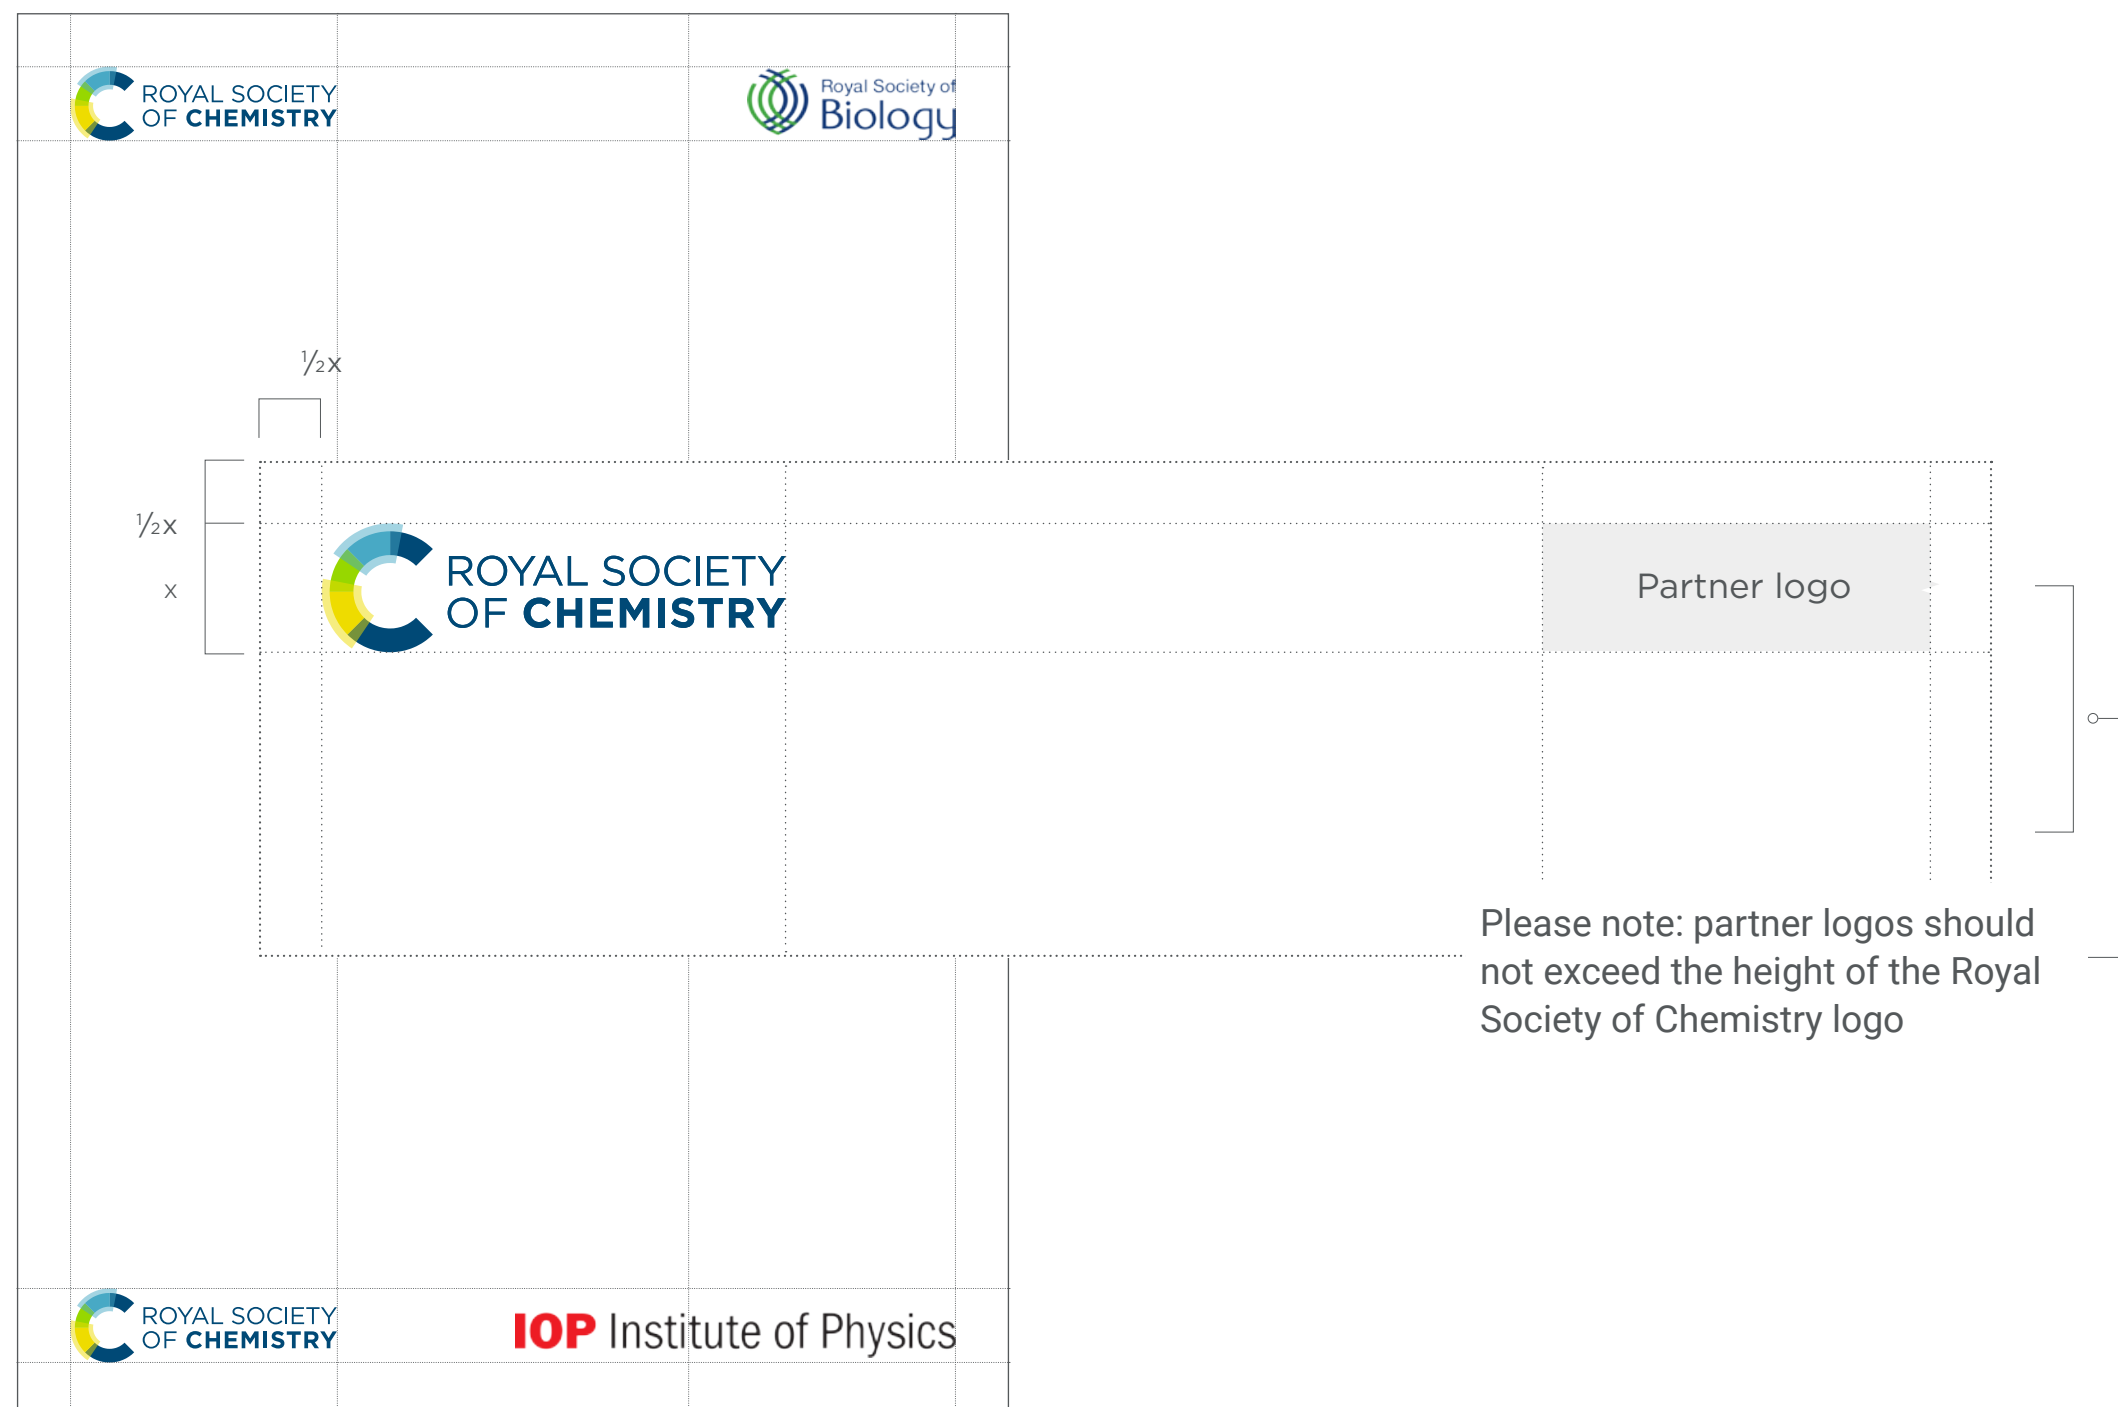 ROYAL SOCIETY
OF CHEMISTRY
Royal Society of
Biology
½x
½x
x
ROYAL SOCIETY
OF CHEMISTRY
Partner logo
Please note: partner logos should
not exceed the height of the Royal
Society of Chemistry logo
ROYAL SOCIETY
OF CHEMISTRY
IOP Institute of Physics